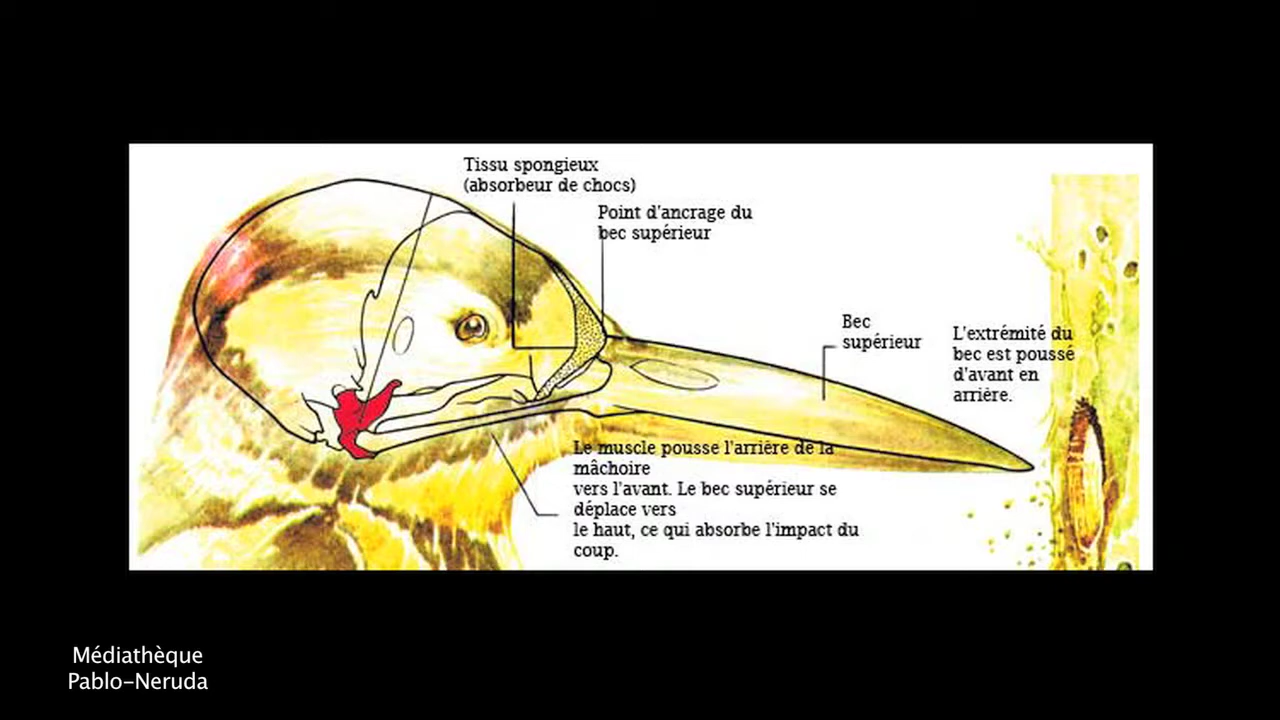 Tissu spongieux
(absorbeur de chocs)
Point d'ancrage du
bec supérieur
Bec
supérieur
L'extrémité du
bec est poussé
d'avant en
arrière.
Le muscle pousse l'arrière de la
mâchoire
vers l'avant. Le bec supérieur se
déplace vers
le haut, ce qui absorbe l'impact du
coup.
Médiathèque
Pablo-Neruda